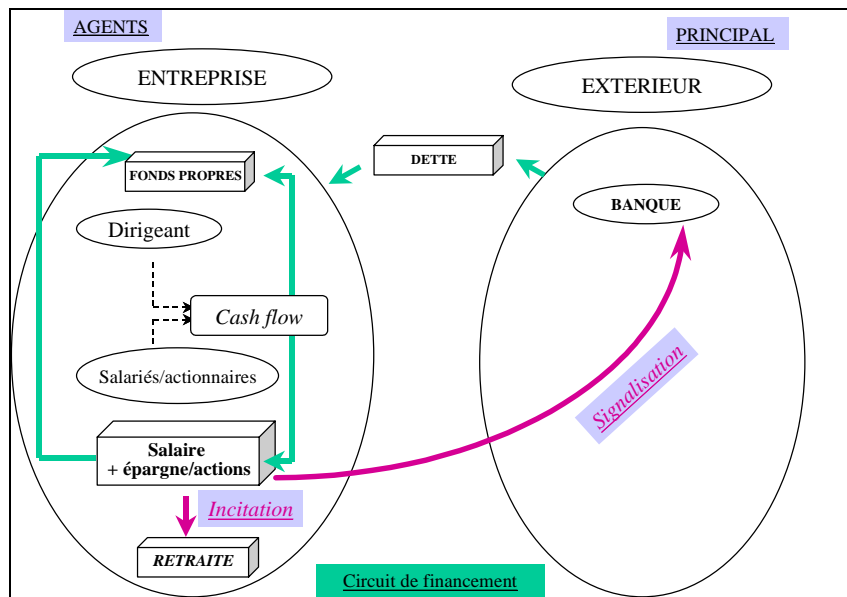 AGENTS
PRINCIPAL
ENTREPRISE
EXTERIEUR
DETTE
FONDS PROPRES
BANQUE
Dirigeant
Cash flow
Salariés/actionnaires
Signalisation
Salaire
+ épargne/actions
Incitation
RETRAITE
Circuit de financement